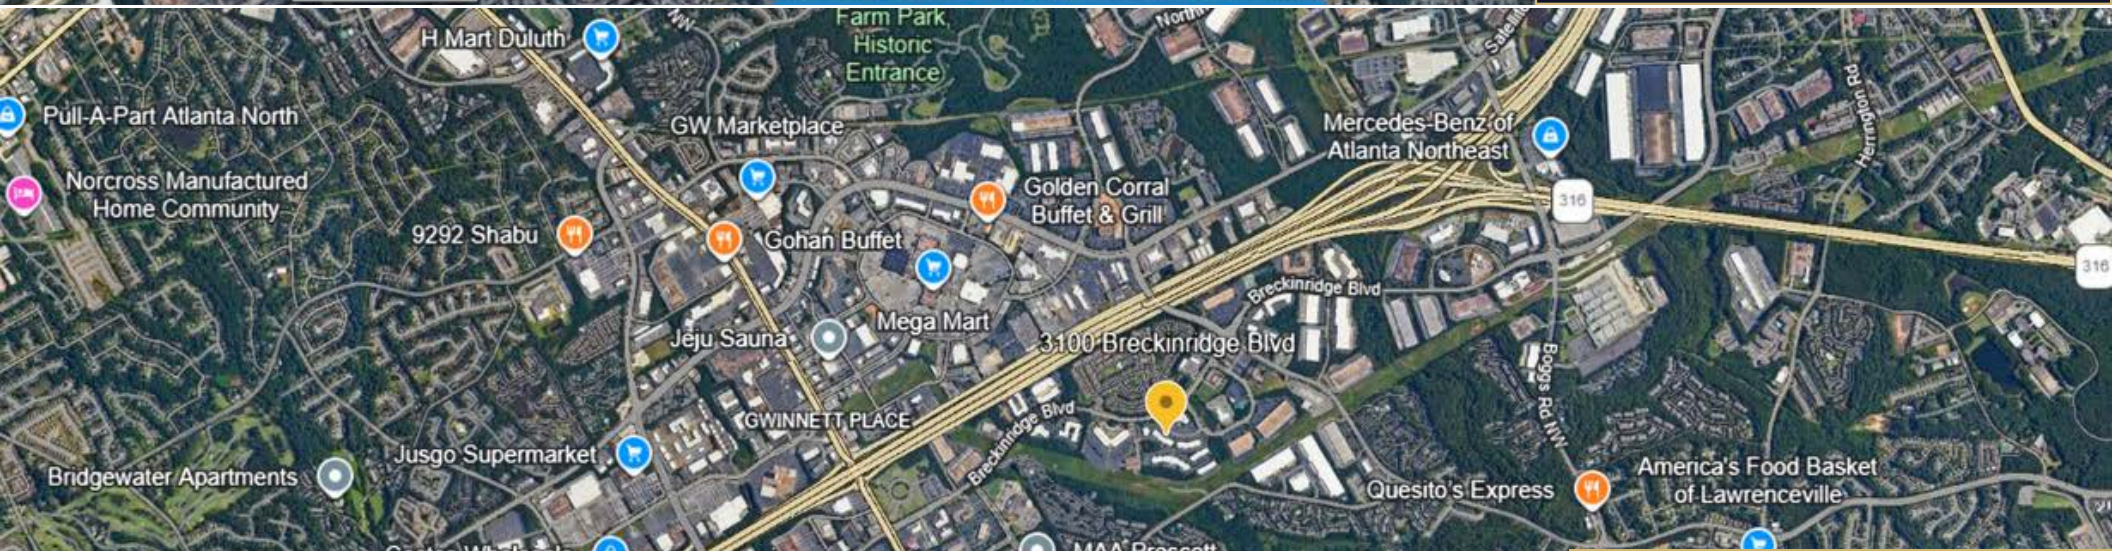 Farm Park
Historic
Entrance
H Mart Duluth
Pull-A-Part Atlanta North
GW Marketplace
Mercedes-Benz of
Atlanta Northeast
Herrington Rd
Norcross Manufactured
Home Community
Golden Corral
Buffet & Grill
316
9292 Shabu
Gohan Buffet
316
Breckinridge Blvd
Mega Mart
Jeju Sauna
3100 Breckinridge Blvd
Boggs Rd NW
GWINNETT PLACE
Breckinridge Blvd
Jusgo Supermarket
Bridgewater Apartments
America's Food Basket
of Lawrenceville
Quesito's Express
MAA Prescott